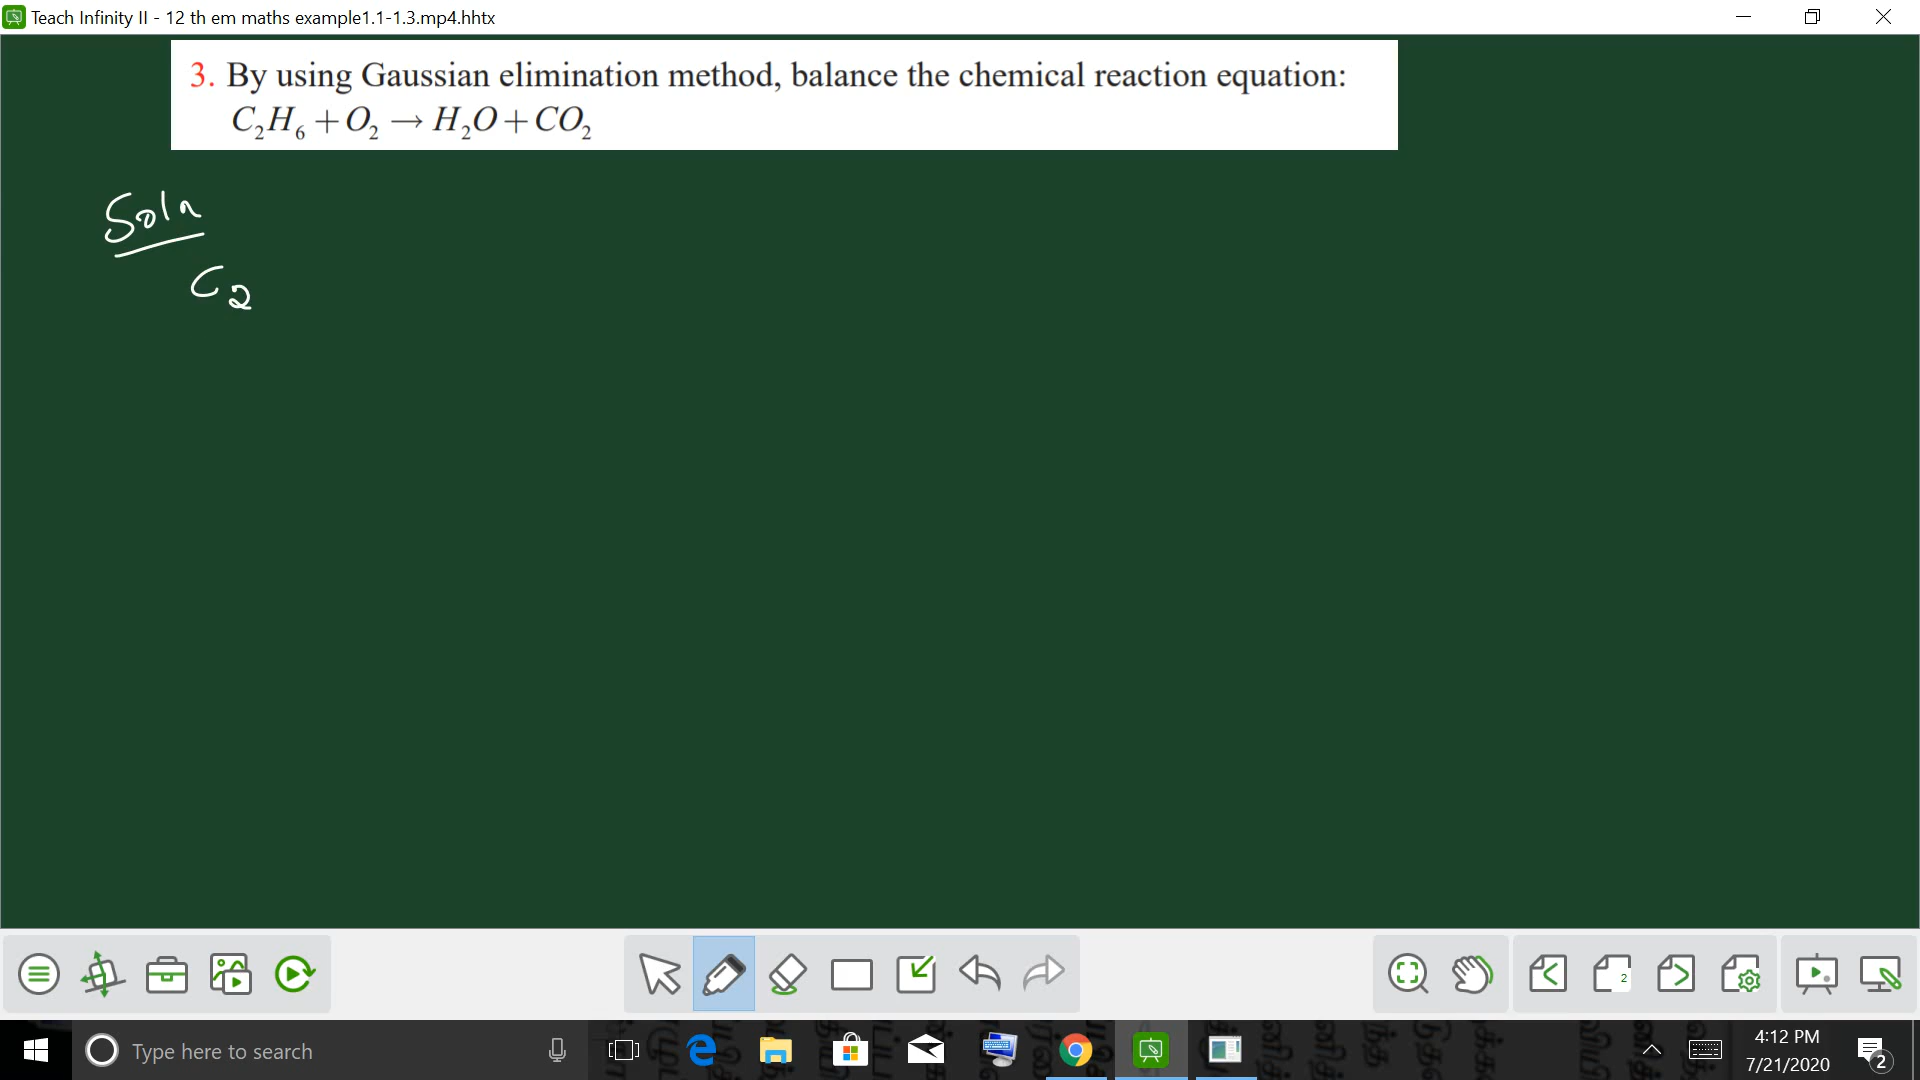 Teach Infinity II - 12 th em maths example1.1-1.3.mp4.hhtx
3. By using Gaussian elimination method, balance the chemical reaction equation:
C₂H₆ + O₂ → H₂O + CO₂
Soln
C₂
2
Type here to search
4:12 PM
7/21/2020
2